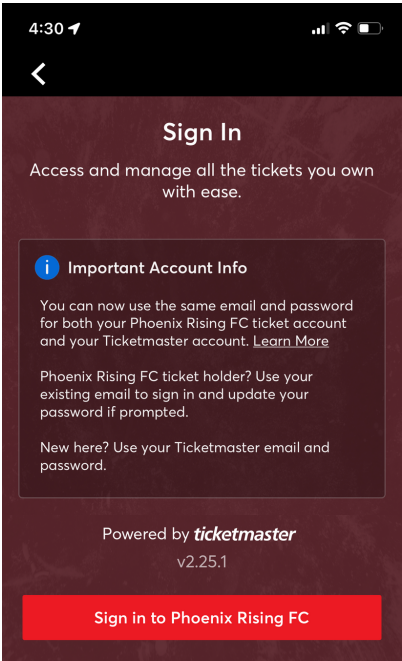 4:30
Sign In
Access and manage all the tickets you own
with ease.
Important Account Info
You can now use the same email and password
for both your Phoenix Rising FC ticket account
and your Ticketmaster account. Learn More
Phoenix Rising FC ticket holder? Use your
existing email to sign in and update your
password if prompted.
New here? Use your Ticketmaster email and
password.
Powered by ticketmaster
v2.25.1
Sign in to Phoenix Rising FC